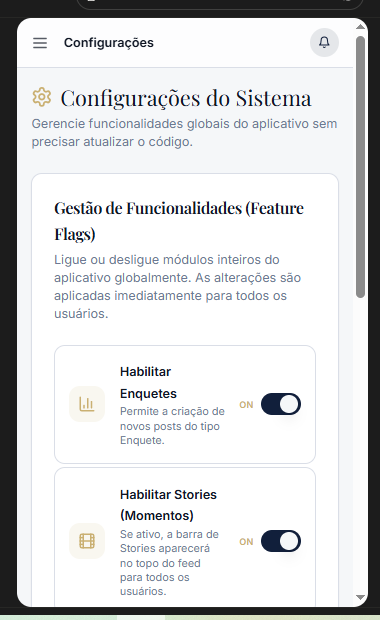 Configurações
Configurações do Sistema
Gerencie funcionalidades globais do aplicativo sem
precisar atualizar o código.
Gestão de Funcionalidades (Feature
Flags)
Ligue ou desligue módulos inteiros do
aplicativo globalmente. As alterações são
aplicadas imediatamente para todos os
usuários.
Habilitar
Enquetes
Permite a criação de
novos posts do tipo
Enquete.
ON
Habilitar Stories
(Momentos)
Se ativo, a barra de
Stories aparecerá
no topo do feed
para todos os
usuários.
ON